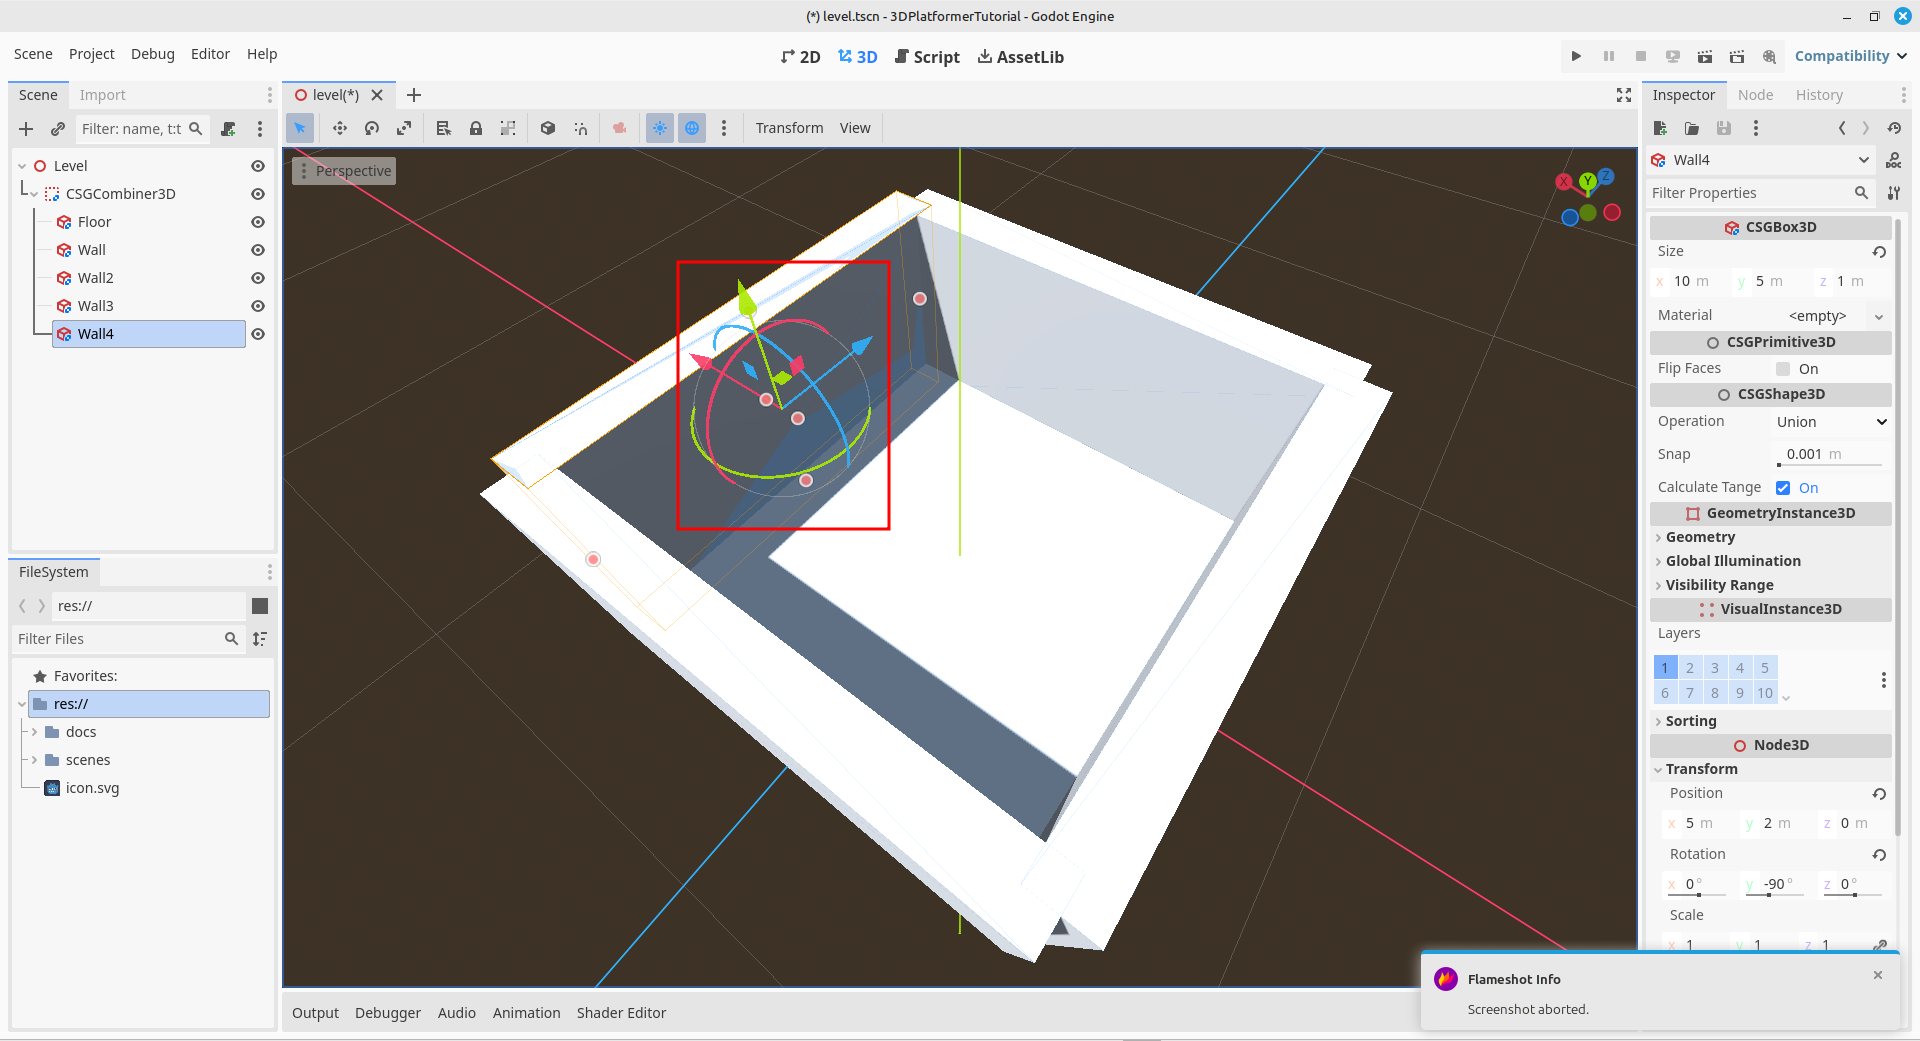 (*) level.tscn - 3DPlatformerTutorial - Godot Engine
Scene Project Debug Editor Help
2D 3D Script AssetLib
Compatibility
Scene Import
Filter: name, t:t
Level
CSGCombiner3D
Floor
Wall
Wall2
Wall3
Wall4
FileSystem
res://
Filter Files
Favorites:
res://
docs
scenes
icon.svg
level(*)
Transform View
Perspective
X Y Z
Output Debugger Audio Animation Shader Editor
Inspector Node History
Wall4
Filter Properties
CSGBox3D
Size
x 10 m y 5 m z 1 m
Material <empty>
CSGPrimitive3D
Flip Faces On
CSGShape3D
Operation Union
Snap 0.001 m
Calculate Tange On
GeometryInstance3D
Geometry
Global Illumination
Visibility Range
VisualInstance3D
Layers
1 2 3 4 5
6 7 8 9 10
Sorting
Node3D
Transform
Position
x 5 m y 2 m z 0 m
Rotation
x 0° y -90° z 0°
Scale
x 1 y 1 z 1
Flameshot Info
Screenshot aborted.